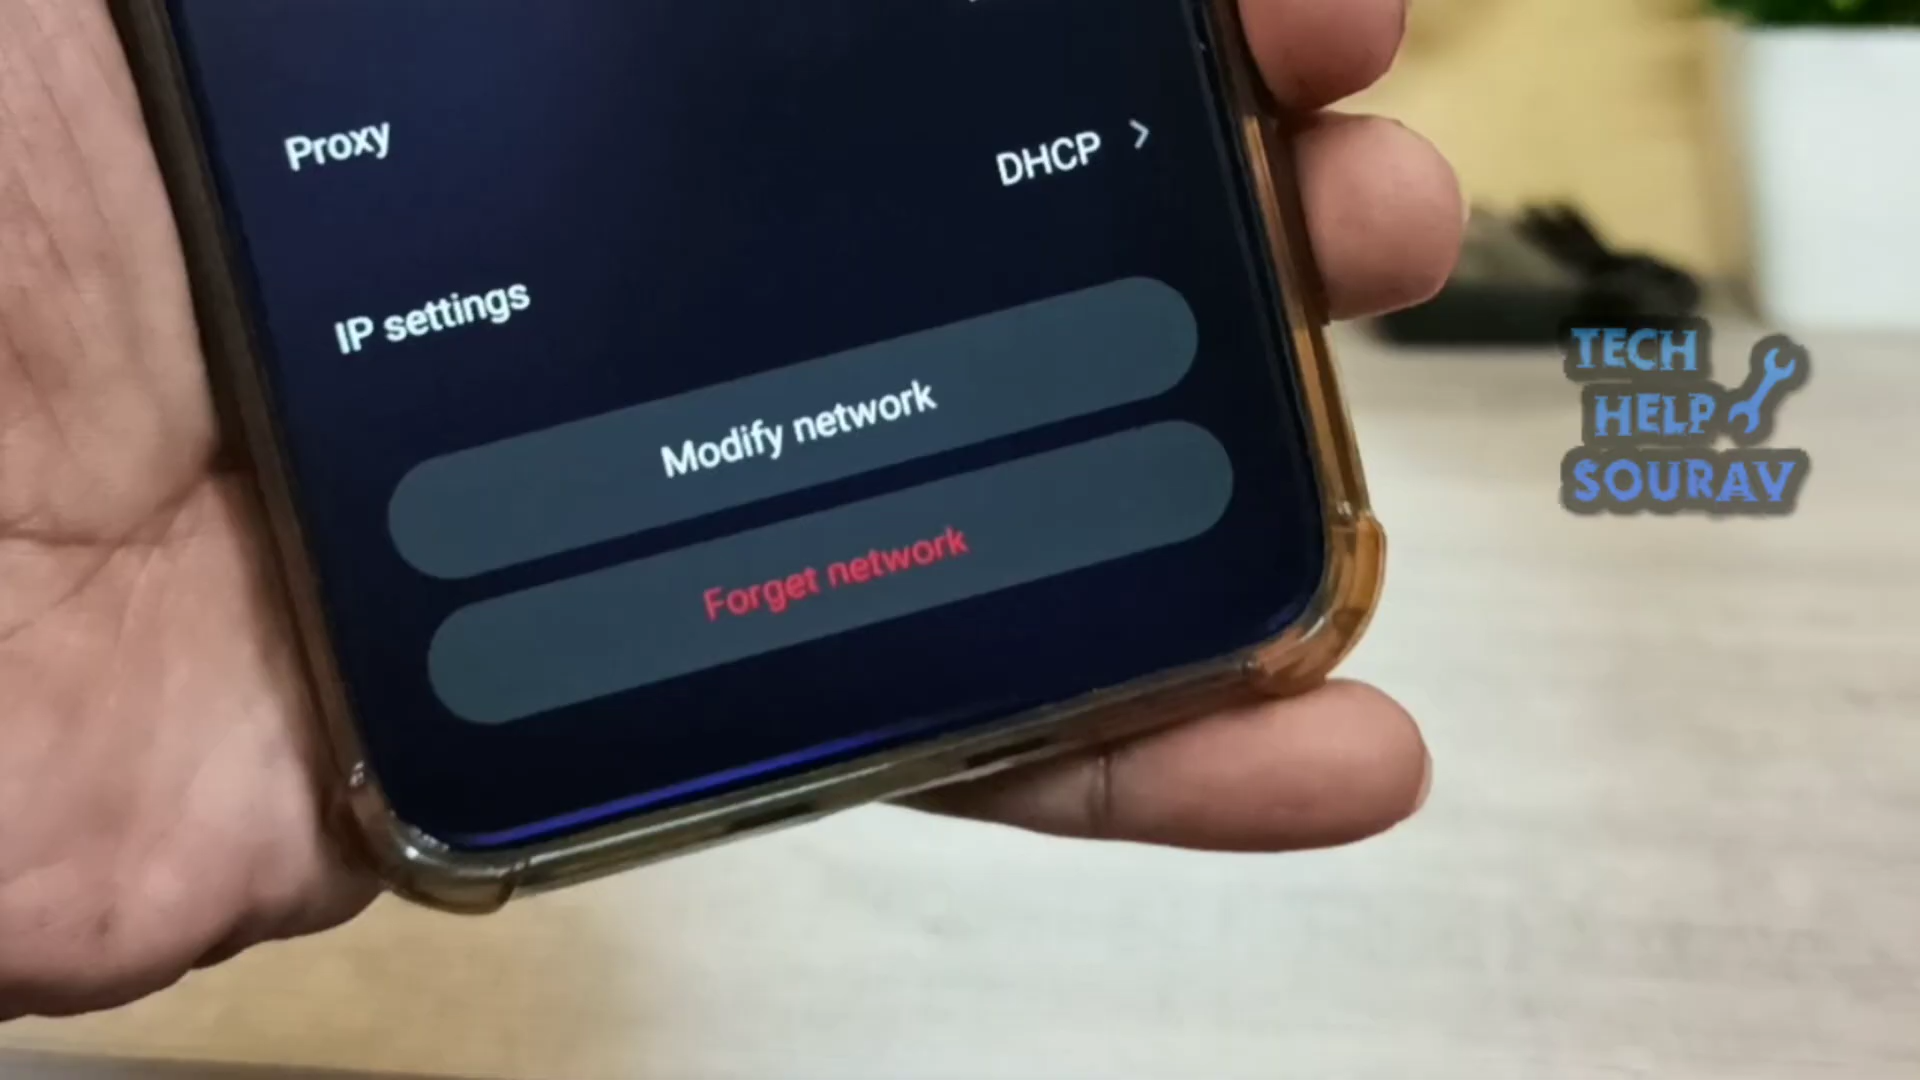 Proxy
DHCP
IP settings
Modify network
Forget network
TECH
HELP
SOURAV